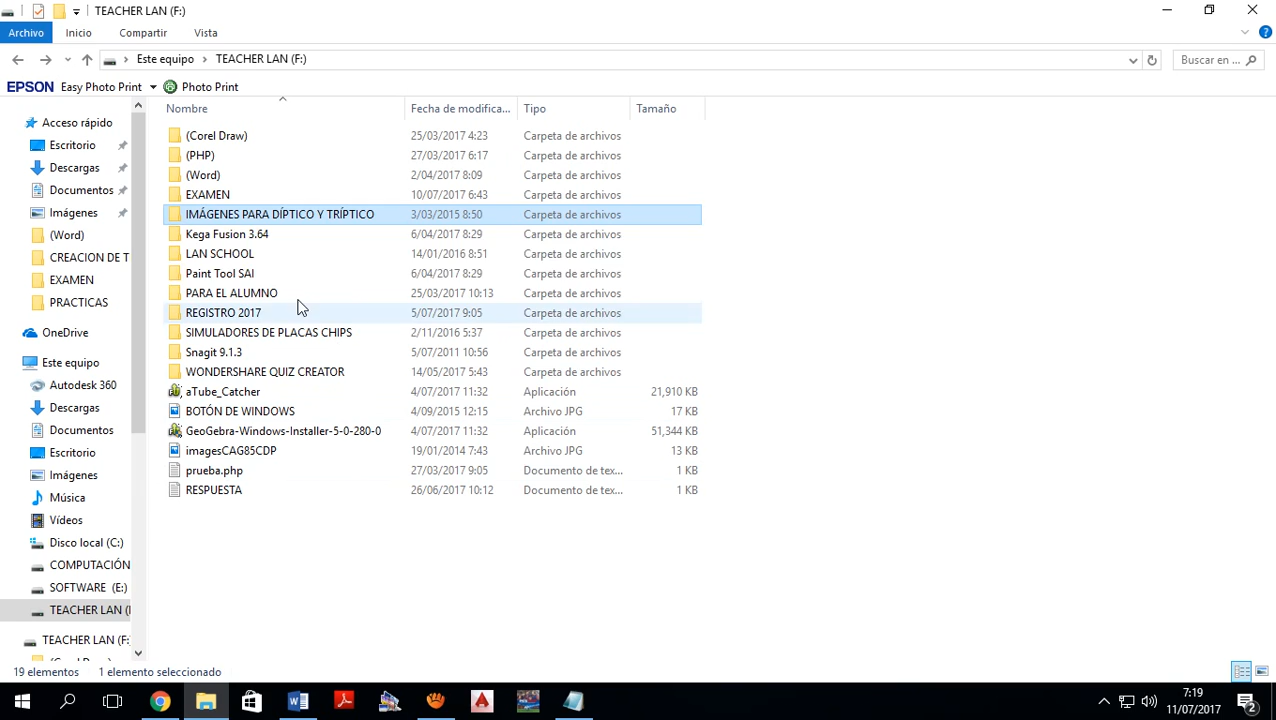 TEACHER LAN (F:)
Archivo Inicio Compartir Vista
Este equipo TEACHER LAN (F:) Buscar en ...
EPSON Easy Photo Print Photo Print
Nombre Fecha de modifica... Tipo Tamaño
Acceso rápido
Escritorio
Descargas
Documentos
Imágenes
(Word)
CREACION DE T
EXAMEN
PRACTICAS
OneDrive
Este equipo
Autodesk 360
Descargas
Documentos
Escritorio
Imágenes
Música
Vídeos
Disco local (C:)
COMPUTACIÓN
SOFTWARE (E:)
TEACHER LAN (
TEACHER LAN (F:
(Corel Draw) 25/03/2017 4:23 Carpeta de archivos
(PHP) 27/03/2017 6:17 Carpeta de archivos
(Word) 2/04/2017 8:09 Carpeta de archivos
EXAMEN 10/07/2017 6:43 Carpeta de archivos
IMÁGENES PARA DÍPTICO Y TRÍPTICO 3/03/2015 8:50 Carpeta de archivos
Kega Fusion 3.64 6/04/2017 8:29 Carpeta de archivos
LAN SCHOOL 14/01/2016 8:51 Carpeta de archivos
Paint Tool SAI 6/04/2017 8:29 Carpeta de archivos
PARA EL ALUMNO 25/03/2017 10:13 Carpeta de archivos
REGISTRO 2017 5/07/2017 9:05 Carpeta de archivos
SIMULADORES DE PLACAS CHIPS 2/11/2016 5:37 Carpeta de archivos
Snagit 9.1.3 5/07/2011 10:56 Carpeta de archivos
WONDERSHARE QUIZ CREATOR 14/05/2017 5:43 Carpeta de archivos
aTube_Catcher 4/07/2017 11:32 Aplicación 21,910 KB
BOTÓN DE WINDOWS 4/09/2015 12:15 Archivo JPG 17 KB
GeoGebra-Windows-Installer-5-0-280-0 4/07/2017 11:32 Aplicación 51,344 KB
imagesCAG85CDP 19/01/2014 7:43 Archivo JPG 13 KB
prueba.php 27/03/2017 9:05 Documento de tex... 1 KB
RESPUESTA 26/06/2017 10:12 Documento de tex... 1 KB
19 elementos 1 elemento seleccionado
7:19
11/07/2017
2